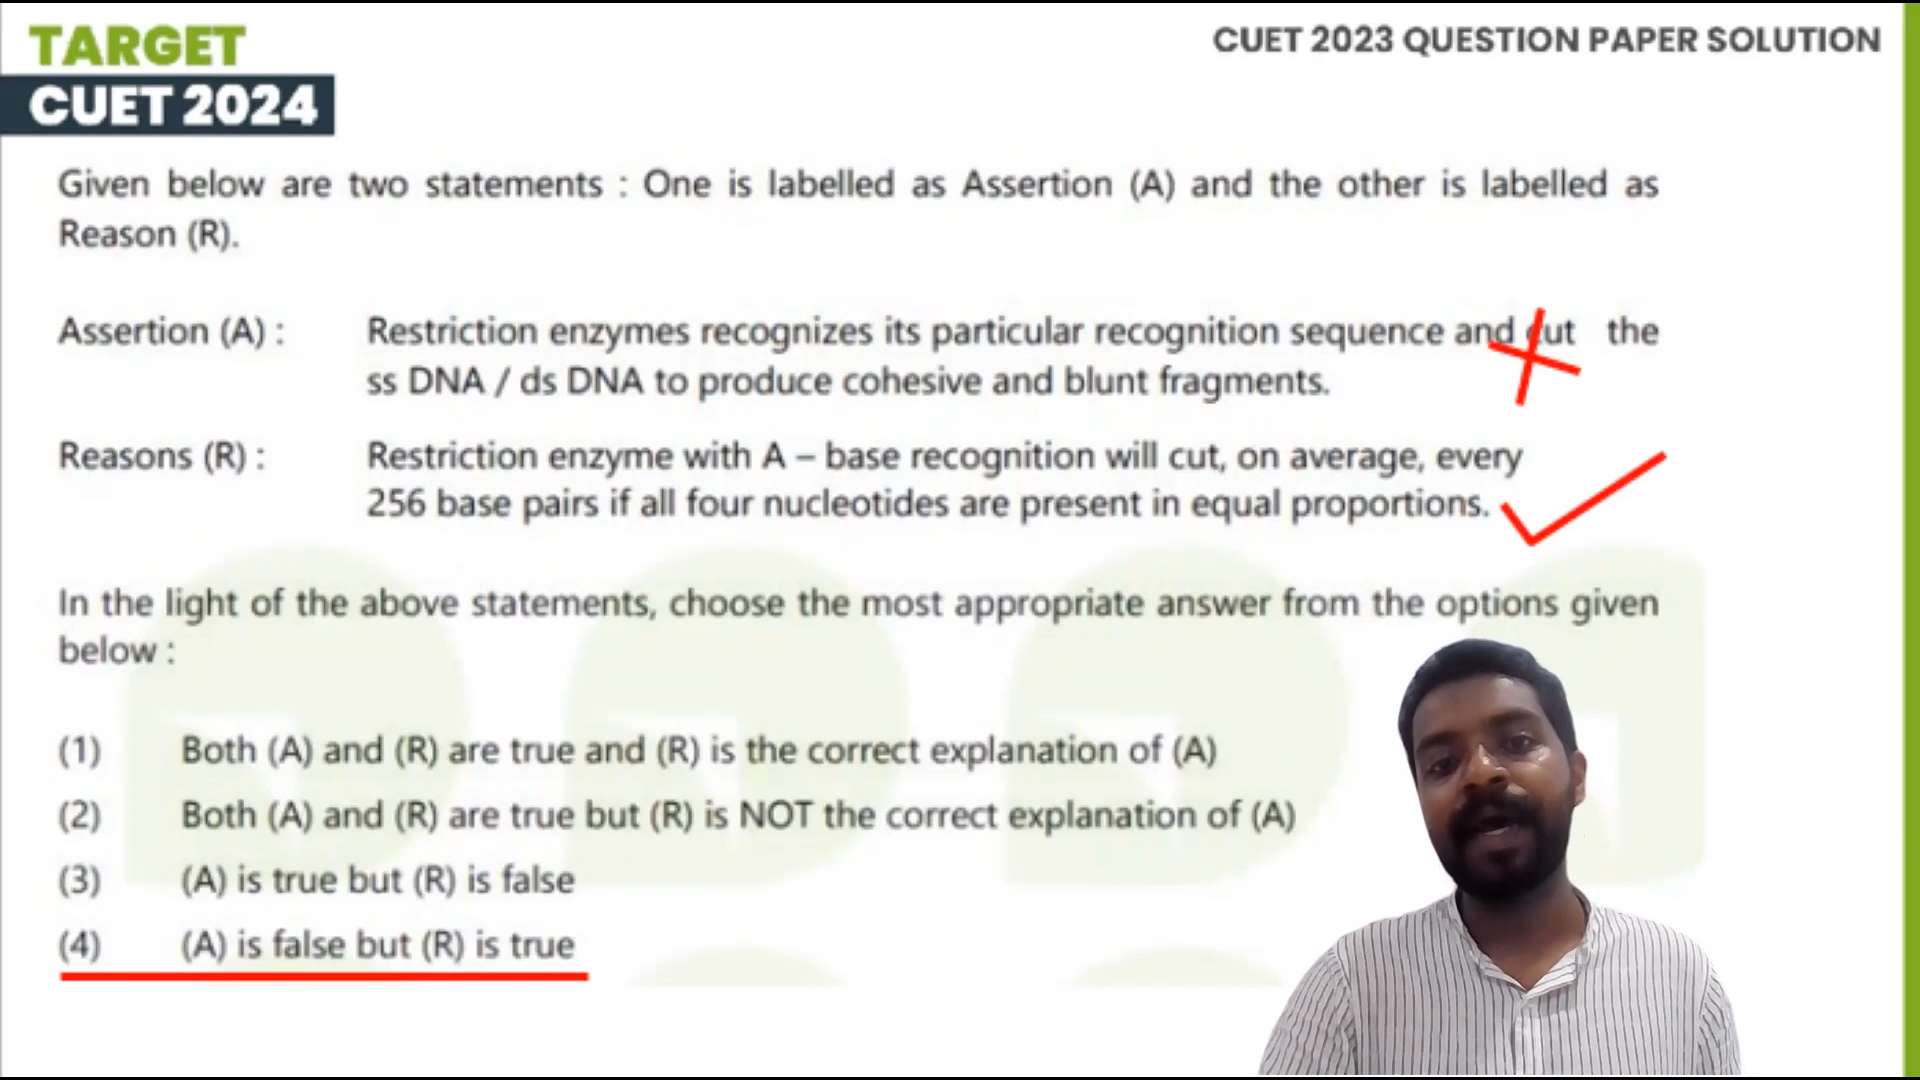 TARGET
CUET 2024
CUET 2023 QUESTION PAPER SOLUTION
Given below are two statements : One is labelled as Assertion (A) and the other is labelled as
Reason (R).
Assertion (A) : Restriction enzymes recognizes its particular recognition sequence and cut the
ss DNA / ds DNA to produce cohesive and blunt fragments.
Reasons (R) : Restriction enzyme with A – base recognition will cut, on average, every
256 base pairs if all four nucleotides are present in equal proportions.
In the light of the above statements, choose the most appropriate answer from the options given
below :
(1) Both (A) and (R) are true and (R) is the correct explanation of (A)
(2) Both (A) and (R) are true but (R) is NOT the correct explanation of (A)
(3) (A) is true but (R) is false
(4) (A) is false but (R) is true